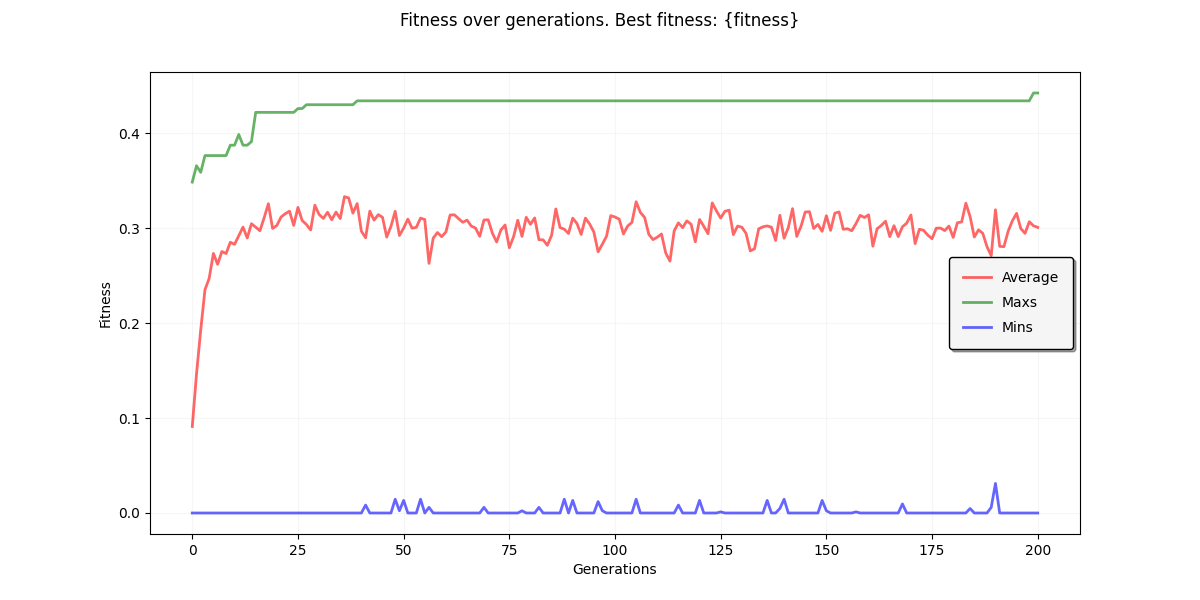 Fitness over generations. Best fitness: {fitness}
0.4
0.3
0.2
0.1
0.0
Fitness
Average
Maxs
Mins
0 25 50 75 100 125 150 175 200
Generations